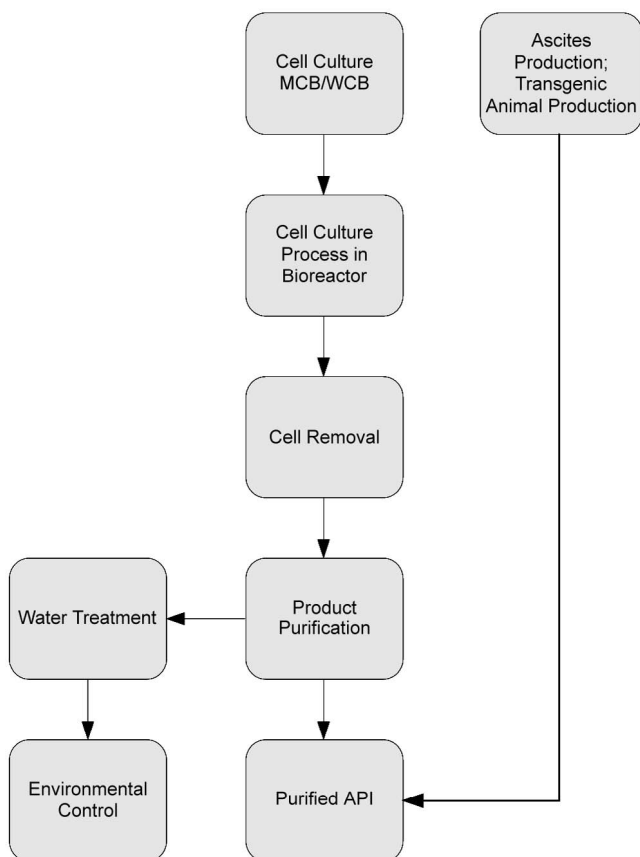 Cell Culture
MCB/WCB
Ascites
Production;
Transgenic
Animal Production
Cell Culture
Process in
Bioreactor
Cell Removal
Water Treatment
Product
Purification
Environmental
Control
Purified API